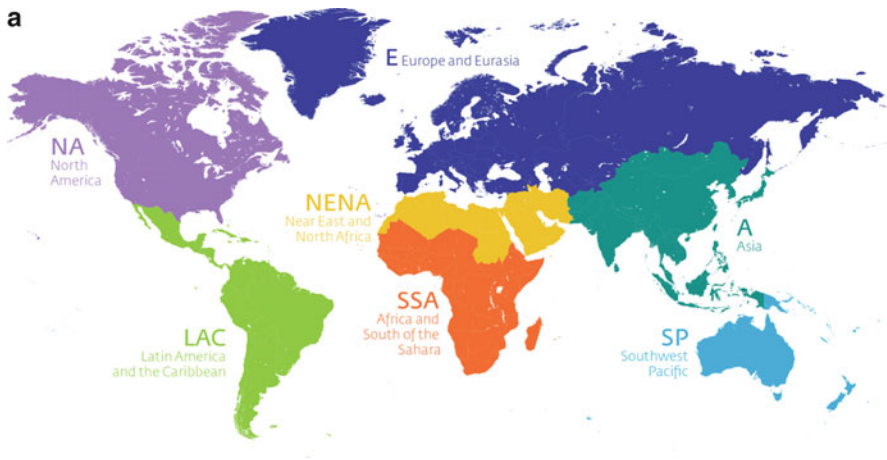 a
E Europe and Eurasia
NA
North
America
NENA
Near East and
North Africa
A
Asia
SSA
Africa and
South of the
Sahara
LAC
Latin America
and the Caribbean
SP
Southwest
Pacific